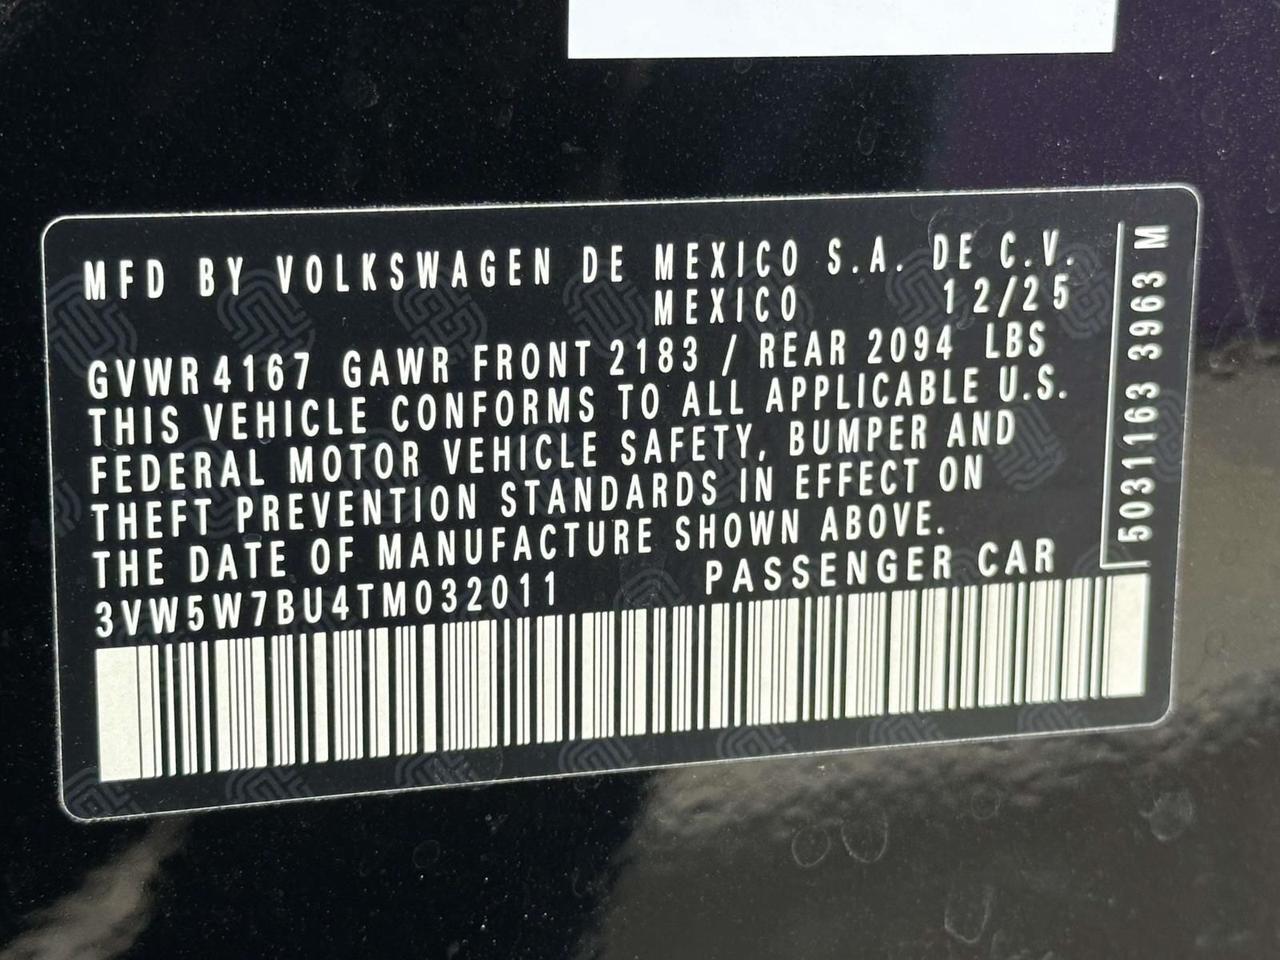 MFD BY VOLKSWAGEN DE MEXICO S.A. DE C.V.
MEXICO 12/25
GVWR 4167 GAWR FRONT 2183 / REAR 2094 LBS
THIS VEHICLE CONFORMS TO ALL APPLICABLE U.S.
FEDERAL MOTOR VEHICLE SAFETY, BUMPER AND
THEFT PREVENTION STANDARDS IN EFFECT ON
THE DATE OF MANUFACTURE SHOWN ABOVE.
3VW5W7BU4TM032011 PASSENGER CAR
5031163 3963 M